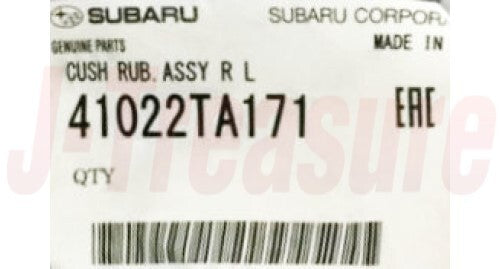 SUBARU SUBARU CORPOR
GENUINE PARTS MADE IN
CUSH RUB. ASSY R L
41022TA171 EAC
QTY
J-Treasure